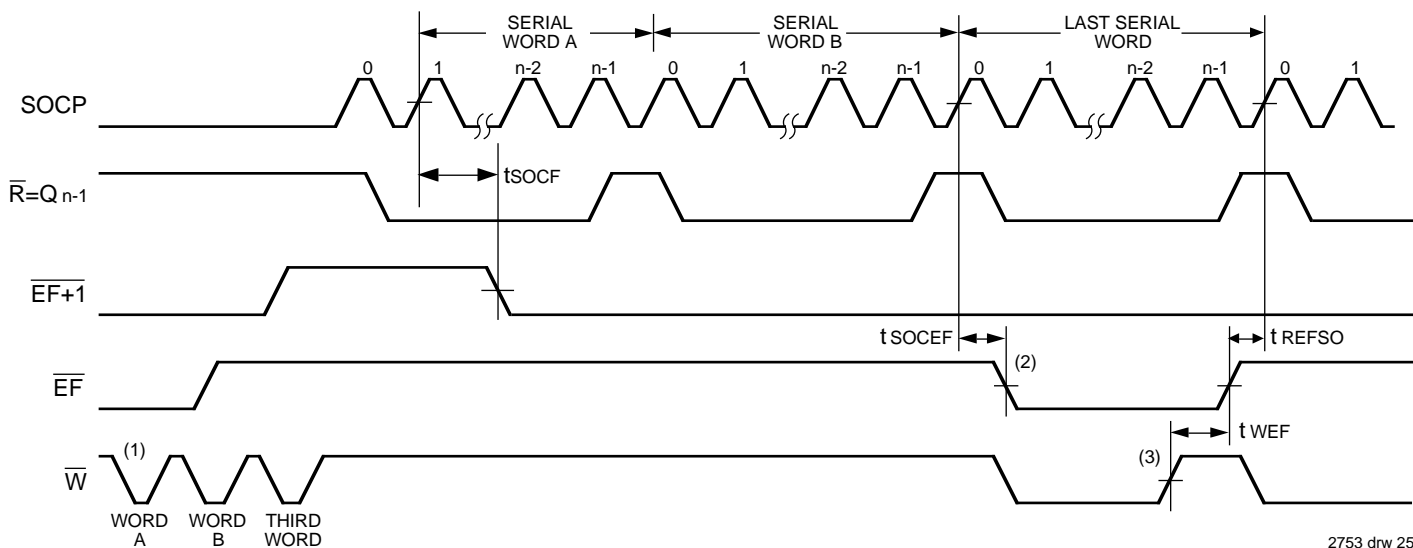 SERIAL
WORD A
SERIAL
WORD B
LAST SERIAL
WORD
0 1 n-2 n-1 0 1 n-2 n-1 0 1 n-2 n-1 0 1
SOCP
tSOCF
R=Q n-1
EF+1
t SOCEF
t REFSO
(2)
EF
t WEF
(1)
(3)
W
WORD
A
WORD
B
THIRD
WORD
2753 drw 25